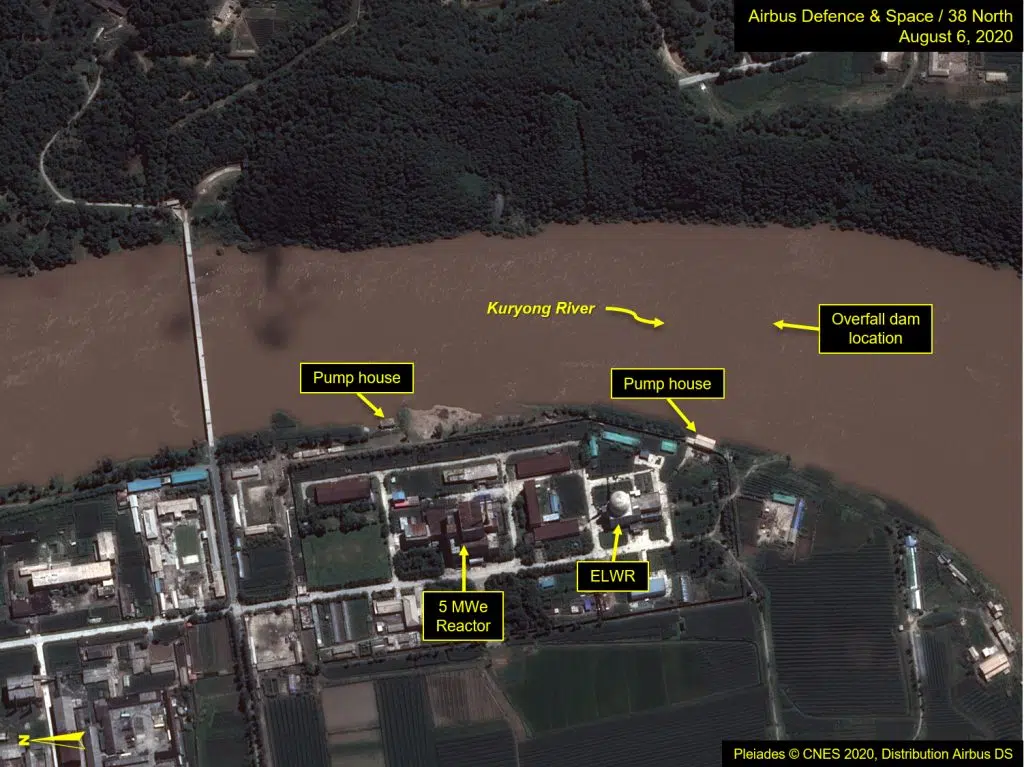 Airbus Defence & Space / 38 North
August 6, 2020
Kuryong River
Overfall dam
location
Pump house
Pump house
ELWR
5 MWe
Reactor
N
Pleiades © CNES 2020, Distribution Airbus DS